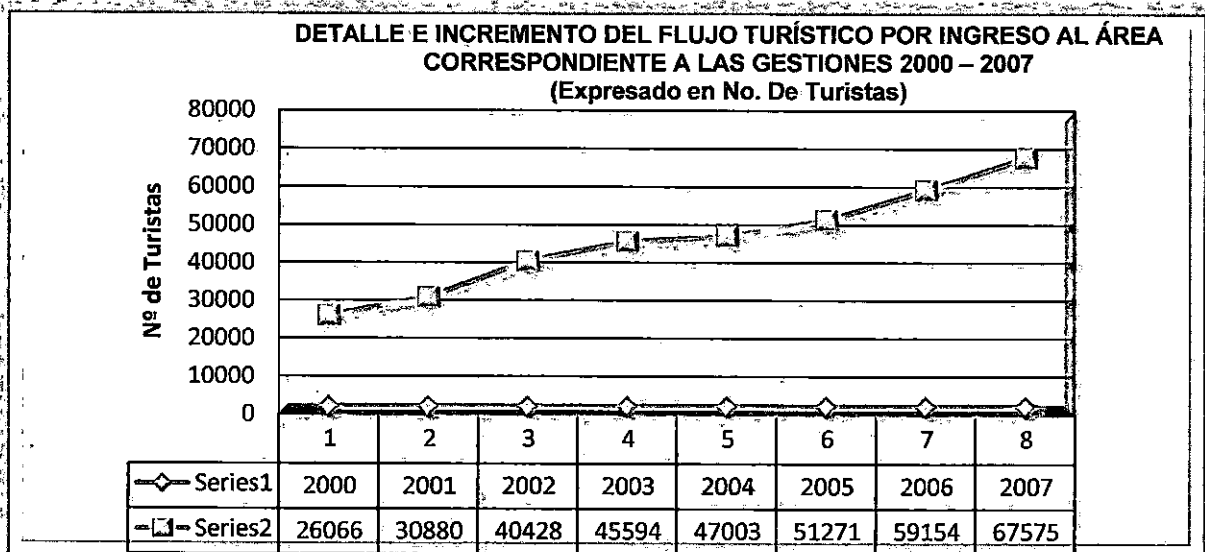 DETALLE E INCREMENTO DEL FLUJO TURÍSTICO POR INGRESO AL ÁREA
CORRESPONDIENTE A LAS GESTIONES 2000 – 2007
(Expresado en No. De Turistas)
Nº de Turistas
80000
70000
60000
50000
40000
30000
20000
10000
0
1 2 3 4 5 6 7 8
Series1 2000 2001 2002 2003 2004 2005 2006 2007
Series2 26066 30880 40428 45594 47003 51271 59154 67575